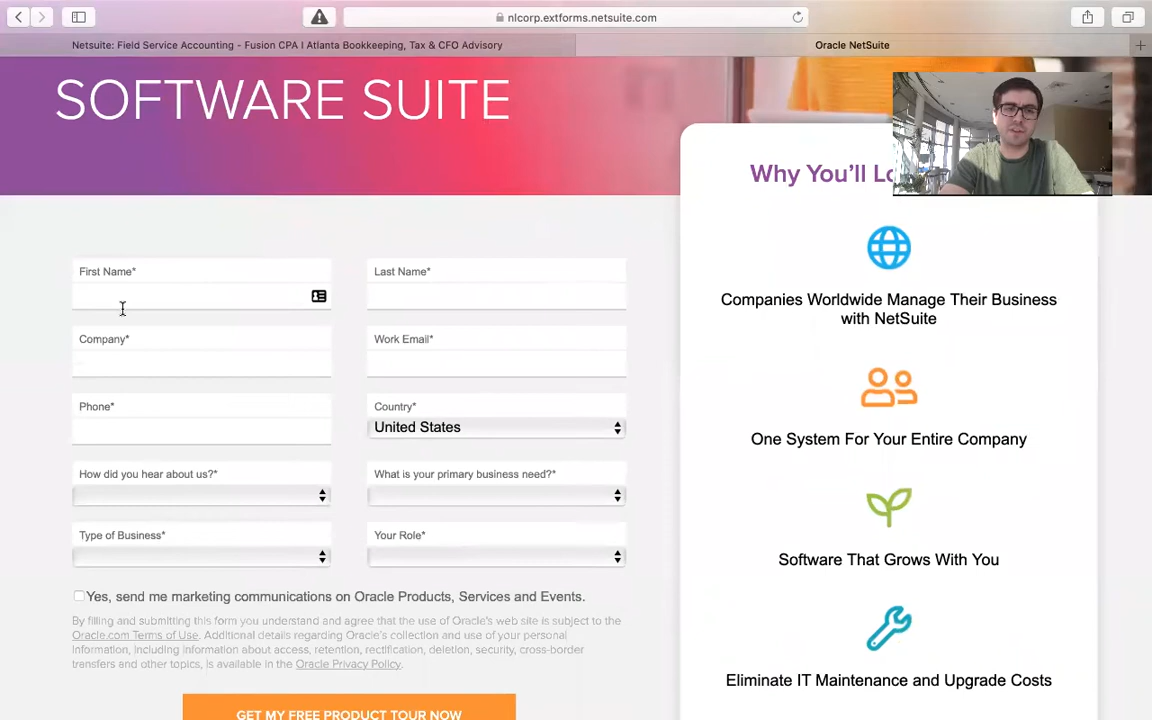 nlcorp.extforms.netsuite.com
Netsuite: Field Service Accounting - Fusion CPA I Atlanta Bookkeeping, Tax & CFO Advisory
Oracle NetSuite
SOFTWARE SUITE
First Name*
Last Name*
Company*
Work Email*
Phone*
Country*
United States
How did you hear about us?*
What is your primary business need?*
Type of Business*
Your Role*
Yes, send me marketing communications on Oracle Products, Services and Events.
By filling and submitting this form you understand and agree that the use of Oracle's web site is subject to the
Oracle.com Terms of Use. Additional details regarding Oracle's collection and use of your personal
information, including information about access, retention, rectification, deletion, security, cross-border
transfers and other topics, is available in the Oracle Privacy Policy.
GET MY FREE PRODUCT TOUR NOW
Why You'll
Companies Worldwide Manage Their Business
with NetSuite
One System For Your Entire Company
Software That Grows With You
Eliminate IT Maintenance and Upgrade Costs